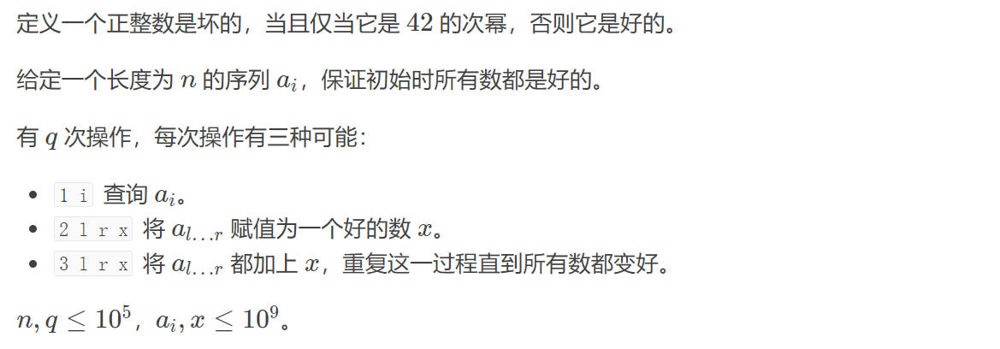 定义一个正整数是坏的，当且仅当它是 42 的次幂，否则它是好的。
给定一个长度为 n 的序列 a_i，保证初始时所有数都是好的。
有 q 次操作，每次操作有三种可能：
• 1 i 查询 a_i。
• 2 l r x 将 a_{l…r} 赋值为一个好的数 x。
• 3 l r x 将 a_{l…r} 都加上 x，重复这一过程直到所有数都变好。
n, q ≤ 10^5，a_i, x ≤ 10^9。